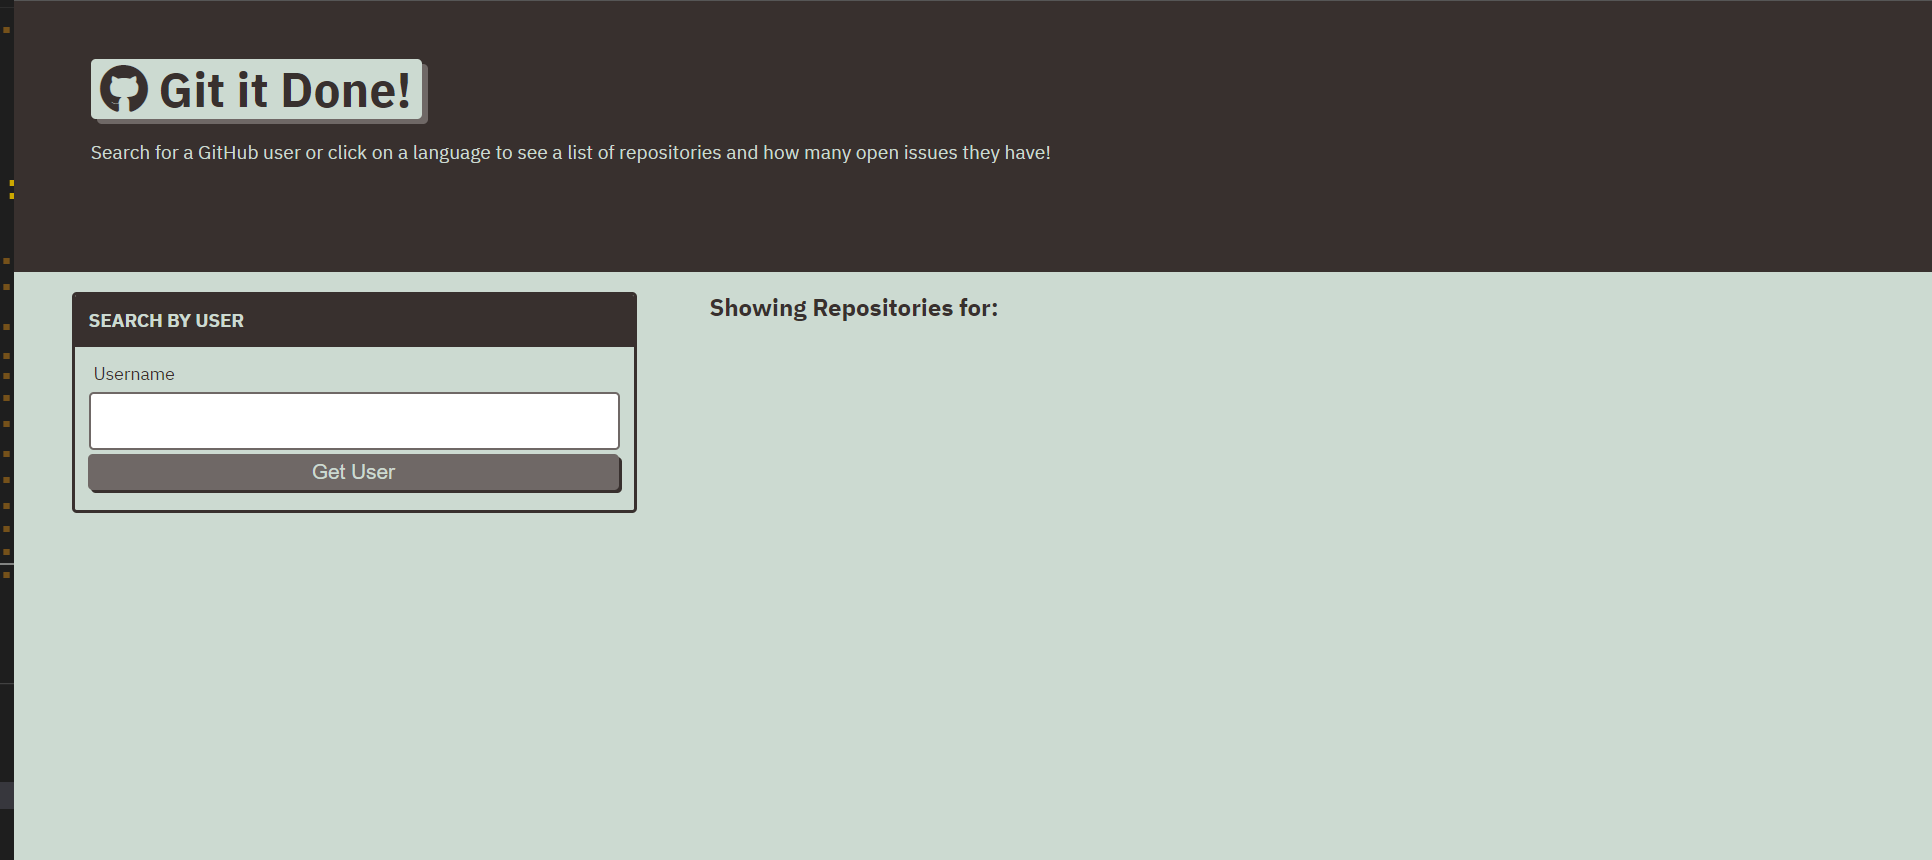 Git it Done!
Search for a GitHub user or click on a language to see a list of repositories and how many open issues they have!
SEARCH BY USER
Username
Get User
Showing Repositories for: